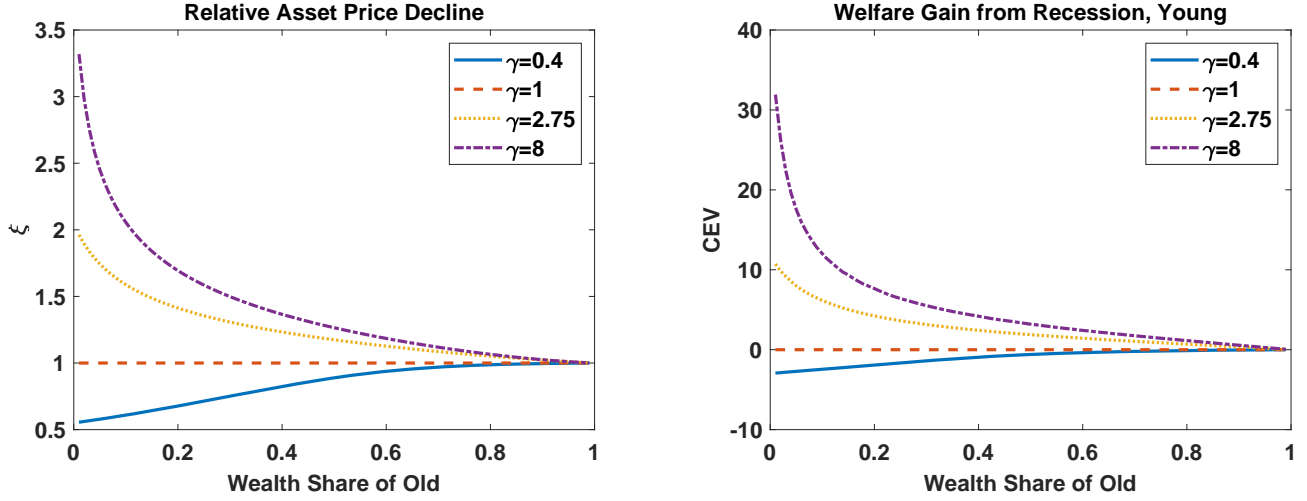 Relative Asset Price Decline
3.5
3
2.5
2
1.5
1
0.5
ξ
γ=0.4
γ=1
γ=2.75
γ=8
0 0.2 0.4 0.6 0.8 1
Wealth Share of Old
Welfare Gain from Recession, Young
40
30
20
10
0
-10
CEV
γ=0.4
γ=1
γ=2.75
γ=8
0 0.2 0.4 0.6 0.8 1
Wealth Share of Old